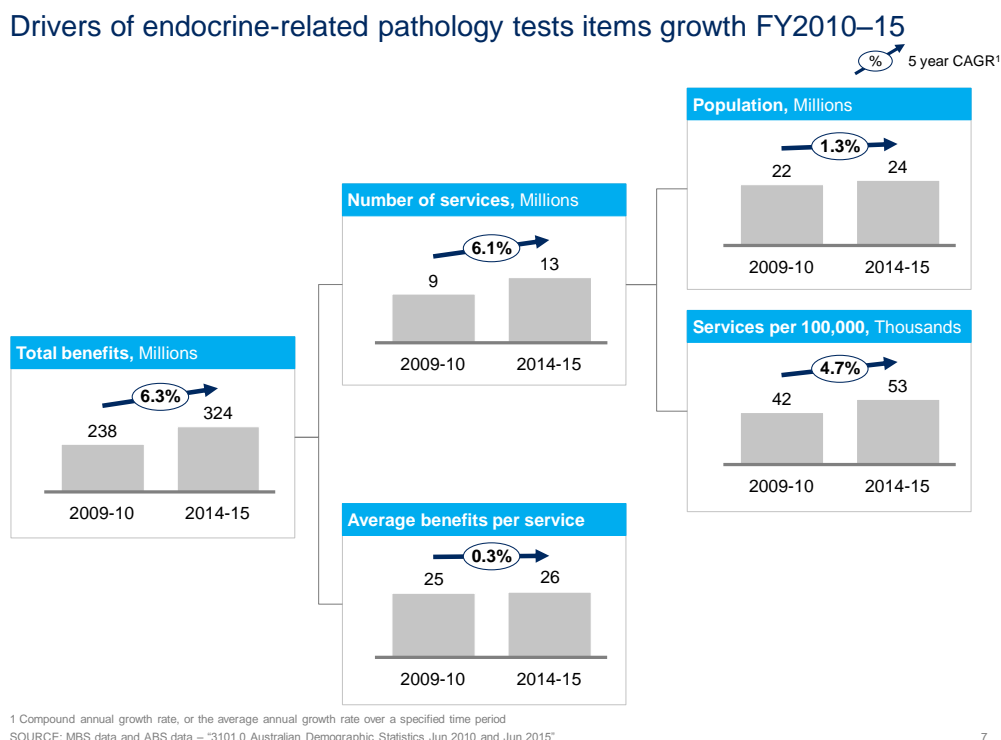 Drivers of endocrine-related pathology tests items growth FY2010–15
% 5 year CAGR¹
Population, Millions
1.3%
22 24
2009-10 2014-15
Number of services, Millions
6.1%
9 13
2009-10 2014-15
Services per 100,000, Thousands
4.7%
42 53
2009-10 2014-15
Total benefits, Millions
6.3%
238 324
2009-10 2014-15
Average benefits per service
0.3%
25 26
2009-10 2014-15
1 Compound annual growth rate, or the average annual growth rate over a specified time period
SOURCE: MBS data and ABS data – "3101.0 Australian Demographic Statistics Jun 2010 and Jun 2015"
7